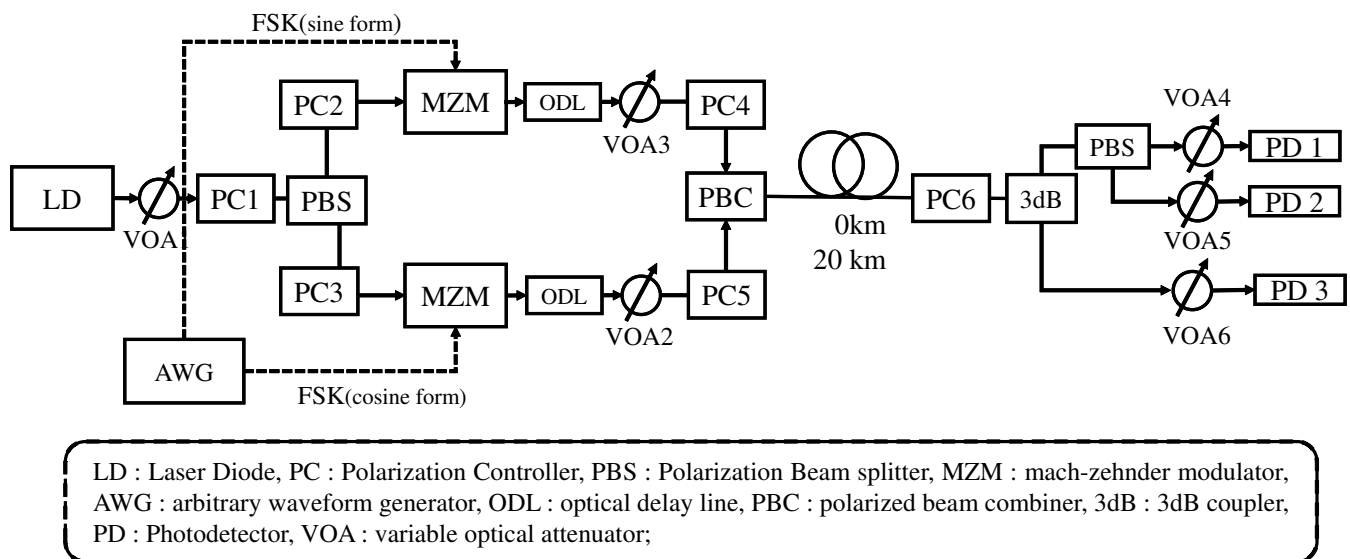 FSK(sine form)
PC2
MZM
ODL
VOA3
PC4
VOA4
PBS
PD 1
LD
VOA
PC1
PBS
PBC
0km
20 km
PC6
3dB
VOA5
PD 2
PC3
MZM
ODL
VOA2
PC5
VOA6
PD 3
AWG
FSK(cosine form)
LD : Laser Diode, PC : Polarization Controller, PBS : Polarization Beam splitter, MZM : mach-zehnder modulator,
AWG : arbitrary waveform generator, ODL : optical delay line, PBC : polarized beam combiner, 3dB : 3dB coupler,
PD : Photodetector, VOA : variable optical attenuator;